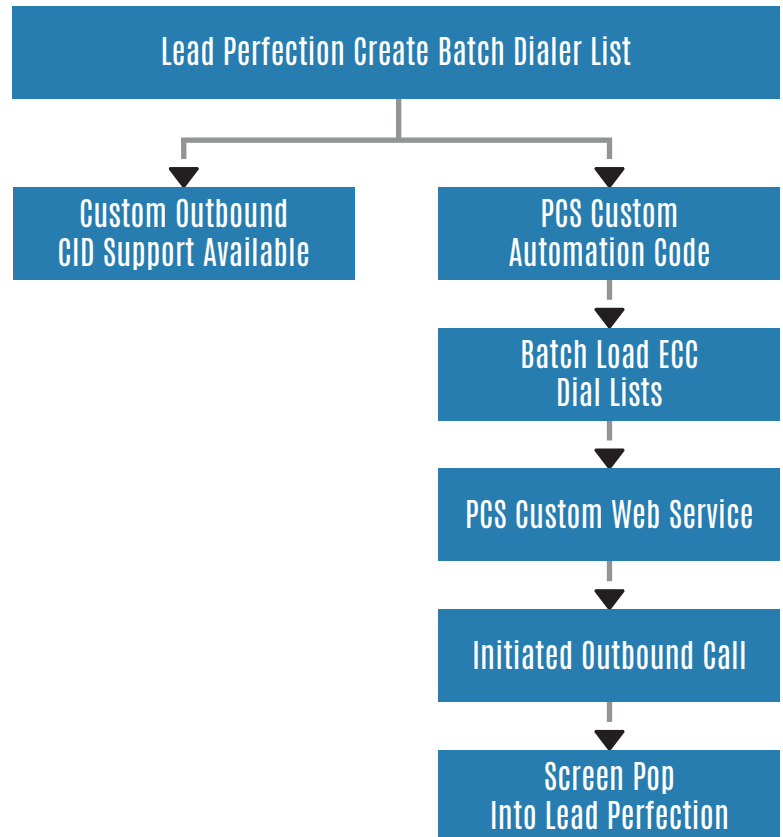 Lead Perfection Create Batch Dialer List
Custom Outbound
CID Support Available
PCS Custom
Automation Code
Batch Load ECC
Dial Lists
PCS Custom Web Service
Initiated Outbound Call
Screen Pop
Into Lead Perfection